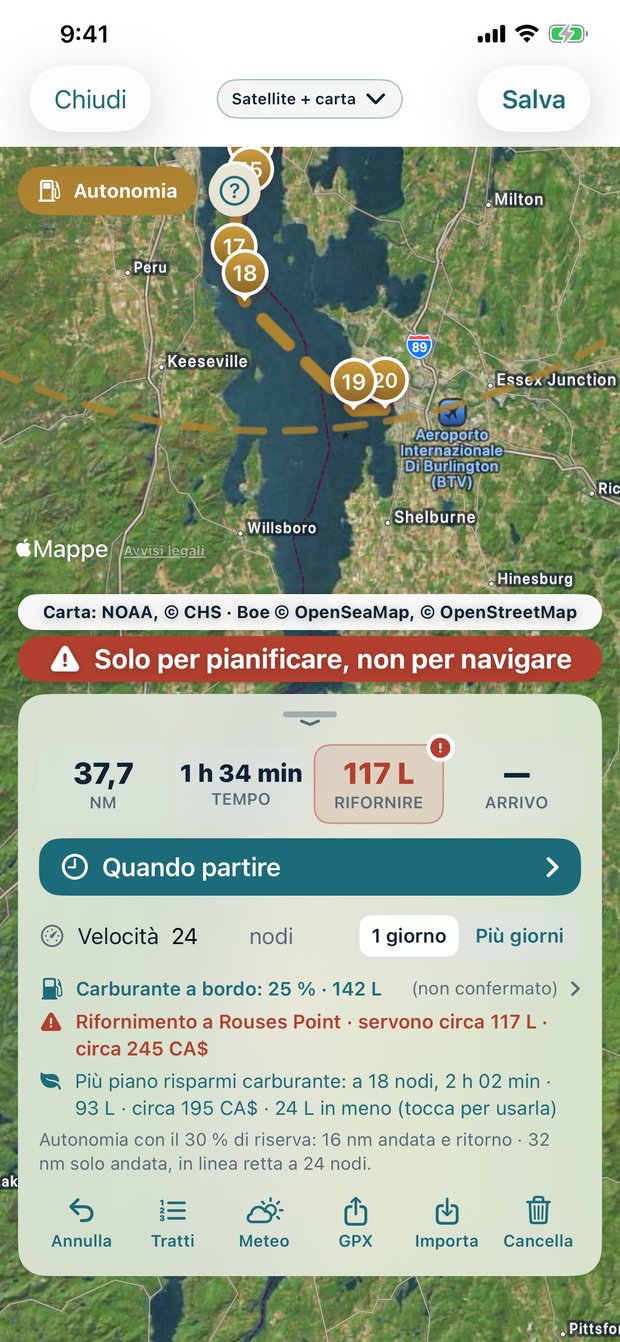 9:41
Chiudi
Satellite + carta
Salva
15
Autonomia
?
Milton
17
Peru
18
89
Keeseville
19
20
Essex Junction
Aeroporto
Internazionale
Di Burlington
(BTV)
Ric
Shelburne
Willsboro
Mappe
Avvisi legali
Hinesburg
Carta: NOAA, © CHS · Boe © OpenSeaMap, © OpenStreetMap
Solo per pianificare, non per navigare
37,7
NM
1 h 34 min
TEMPO
117 L
RIFORNIRE
!
—
ARRIVO
Quando partire
Velocità 24 nodi
1 giorno
Più giorni
Carburante a bordo: 25 % · 142 L (non confermato)
Rifornimento a Rouses Point · servono circa 117 L ·
circa 245 CA$
Più piano risparmi carburante: a 18 nodi, 2 h 02 min ·
93 L · circa 195 CA$ · 24 L in meno (tocca per usarla)
Autonomia con il 30 % di riserva: 16 nm andata e ritorno · 32
nm solo andata, in linea retta a 24 nodi.
ak
Annulla
Tratti
Meteo
GPX
Importa
Cancella
Pittsfo